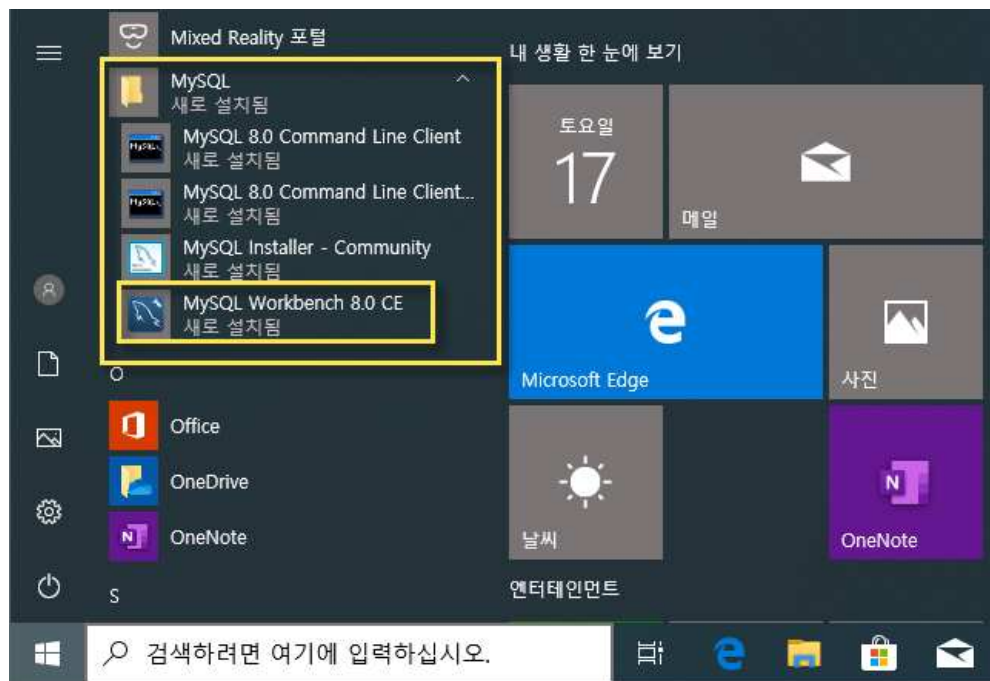 Mixed Reality 포털
MySQL
새로 설치됨
MySQL 8.0 Command Line Client
새로 설치됨
MySQL 8.0 Command Line Client...
새로 설치됨
MySQL Installer - Community
새로 설치됨
MySQL Workbench 8.0 CE
새로 설치됨
O
Office
OneDrive
OneNote
S
내 생활 한 눈에 보기
토요일
17
메일
Microsoft Edge
사진
날씨
OneNote
엔터테인먼트
검색하려면 여기에 입력하십시오.